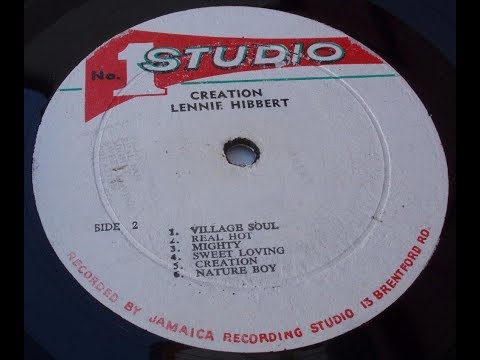 No. 1 STUDIO
CREATION
LENNIE HIBBERT
SIDE 2
1. VILLAGE SOUL
2. REAL HOT
3. MIGHTY
4. SWEET LOVING
5. CREATION
6. NATURE BOY
RECORDED BY JAMAICA RECORDING STUDIO 13 BRENTFORD RD.